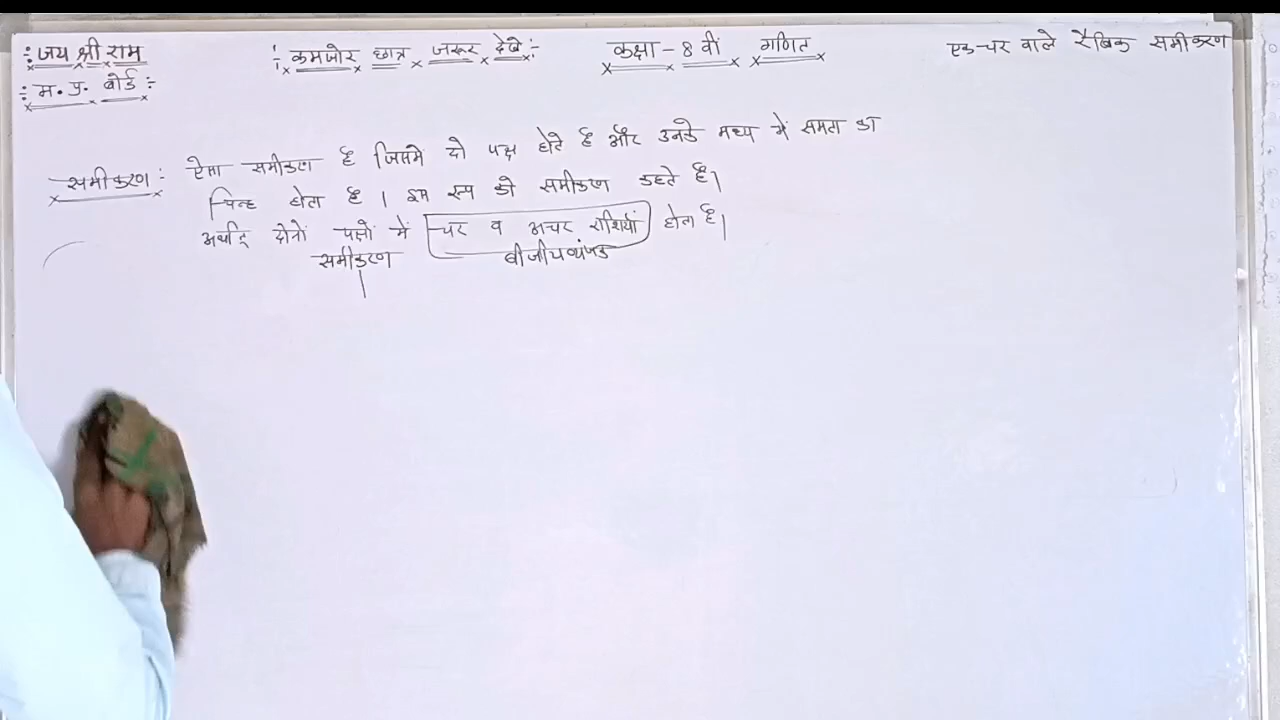 :जय श्री राम :कमजोर छात्र जरूर देखे:- कक्षा - 8 वी गणित एक-चर वाले रैखिक समीकरण
:म. प्र. बोर्ड :
समीकरण: ऐसा समीकरण है जिसमे दो पक्ष होते है और उनके मध्य में समता का
चिन्ह होता है। इस रूप को समीकरण कहते है।
अर्थात् दोनों पक्षों में चर व अचर राशियाँ होता है।
समीकरण बीजीयव्यंजक